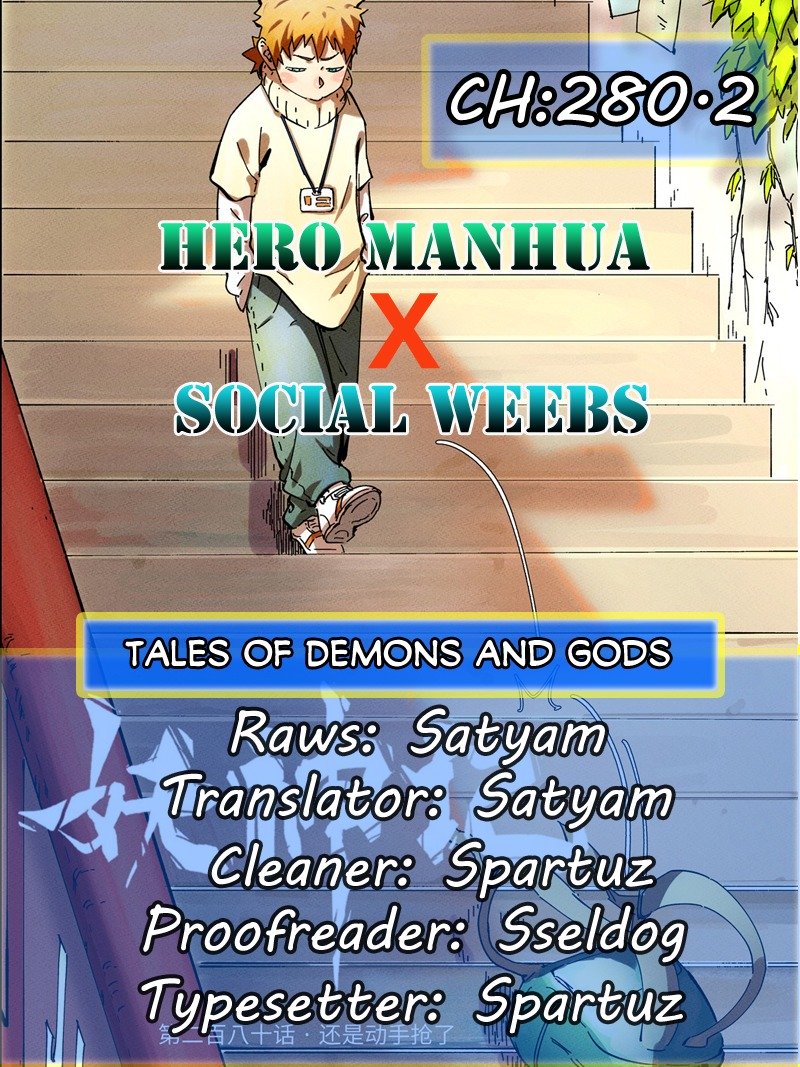 CH:280.2
HERO MANHUA
X
SOCIAL WEEBS
TALES OF DEMONS AND GODS
Raws: Satyam
Translator: Satyam
Cleaner: Spartuz
Proofreader: Sseldog
Typesetter: Spartuz
第二百八十话·还是动手抢了